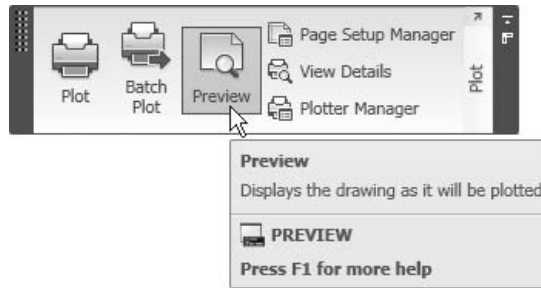 Plot
Batch
Plot
Preview
Page Setup Manager
View Details
Plotter Manager
Plot
Preview
Displays the drawing as it will be plotted
PREVIEW
Press F1 for more help